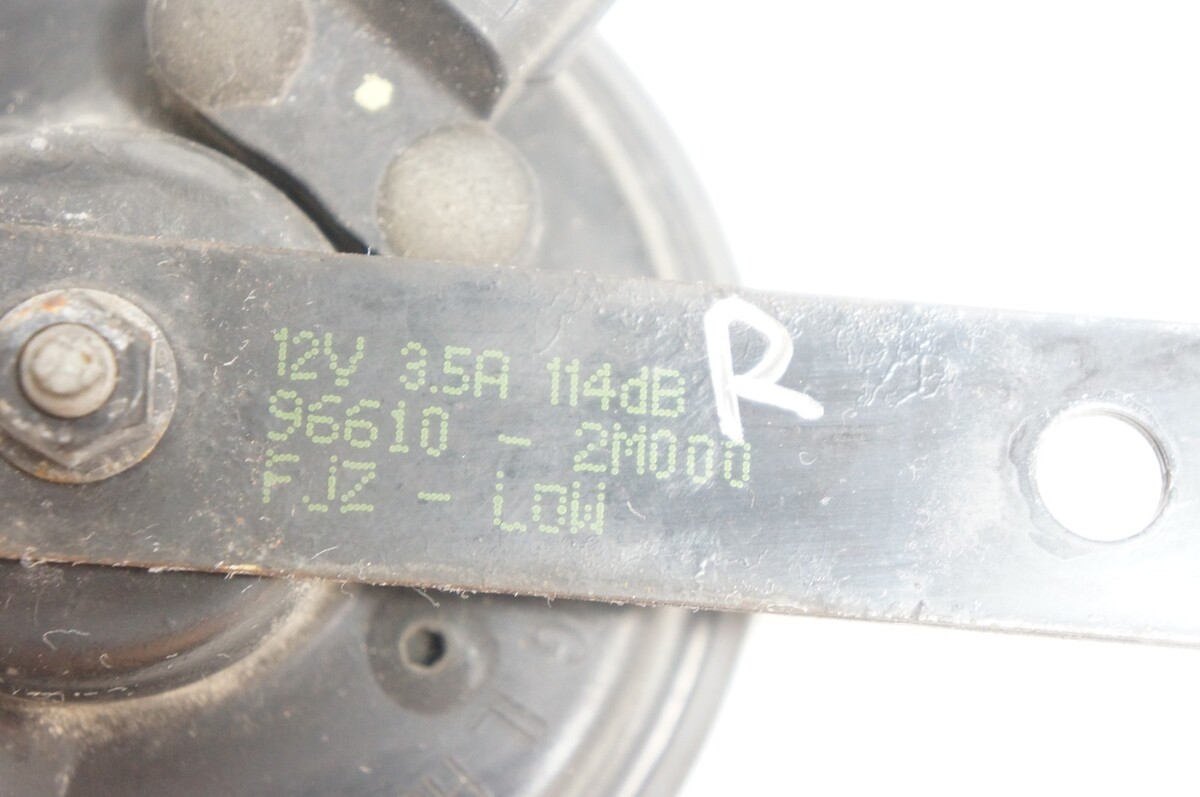 12V 3.5A 114dB
R
96610 - 2M000
FJZ - LOW